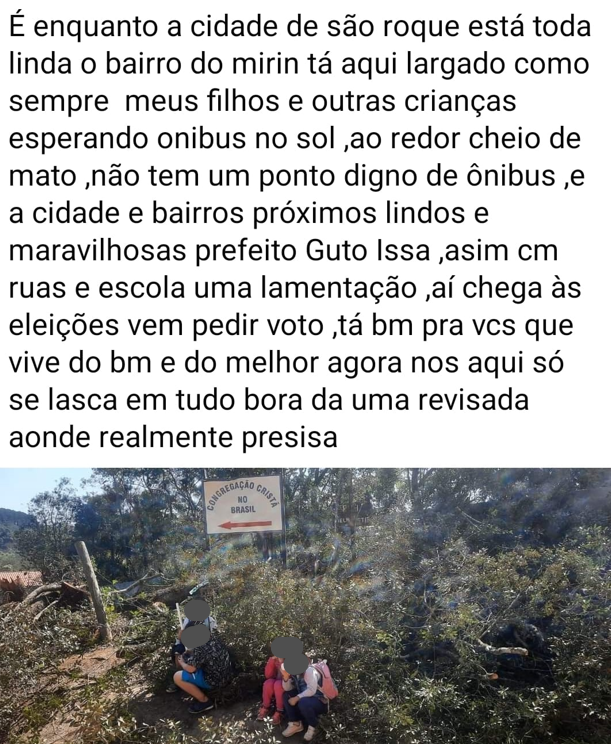 É enquanto a cidade de são roque está toda
linda o bairro do mirin tá aqui largado como
sempre  meus filhos e outras crianças
esperando onibus no sol ,ao redor cheio de
mato ,não tem um ponto digno de ônibus ,e
a cidade e bairros próximos lindos e
maravilhosas prefeito Guto Issa ,asim cm
ruas e escola uma lamentação ,aí chega às
eleições vem pedir voto ,tá bm pra vcs que
vive do bm e do melhor agora nos aqui só
se lasca em tudo bora da uma revisada
aonde realmente presisa
CONGREGAÇÃO CRISTÃ
NO
BRASIL